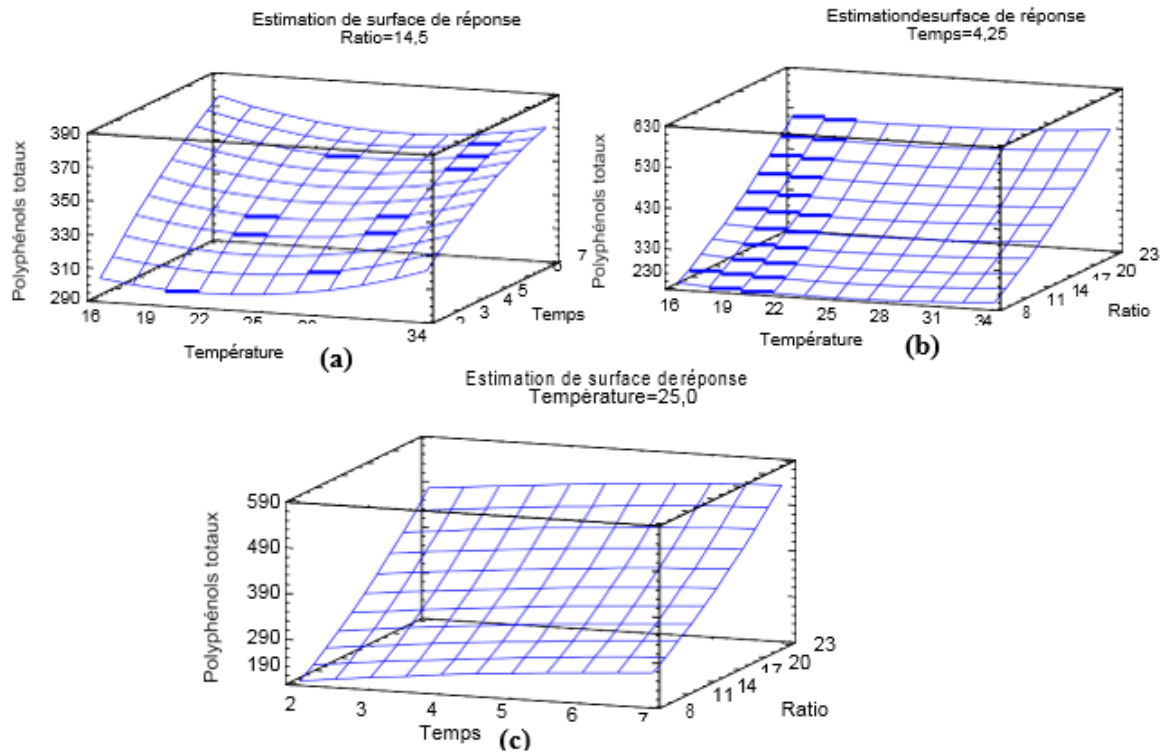 Estimation de surface de réponse
Ratio=14,5
Polyphénols totaux
390
370
350
330
310
290
16 19 22 25 34
3 4 5 7
Température
Temps
(a)
Estimationdesurface de réponse
Temps=4,25
Polyphénols totaux
630
530
430
330
230
16 19 22 25 28 31 34
8 11 14 17 20 23
Température
Ratio
(b)
Estimation de surface de réponse
Température=25,0
Polyphénols totaux
590
490
390
290
190
2 3 4 5 6 7
8 11 14 17 20 23
Temps
Ratio
(c)